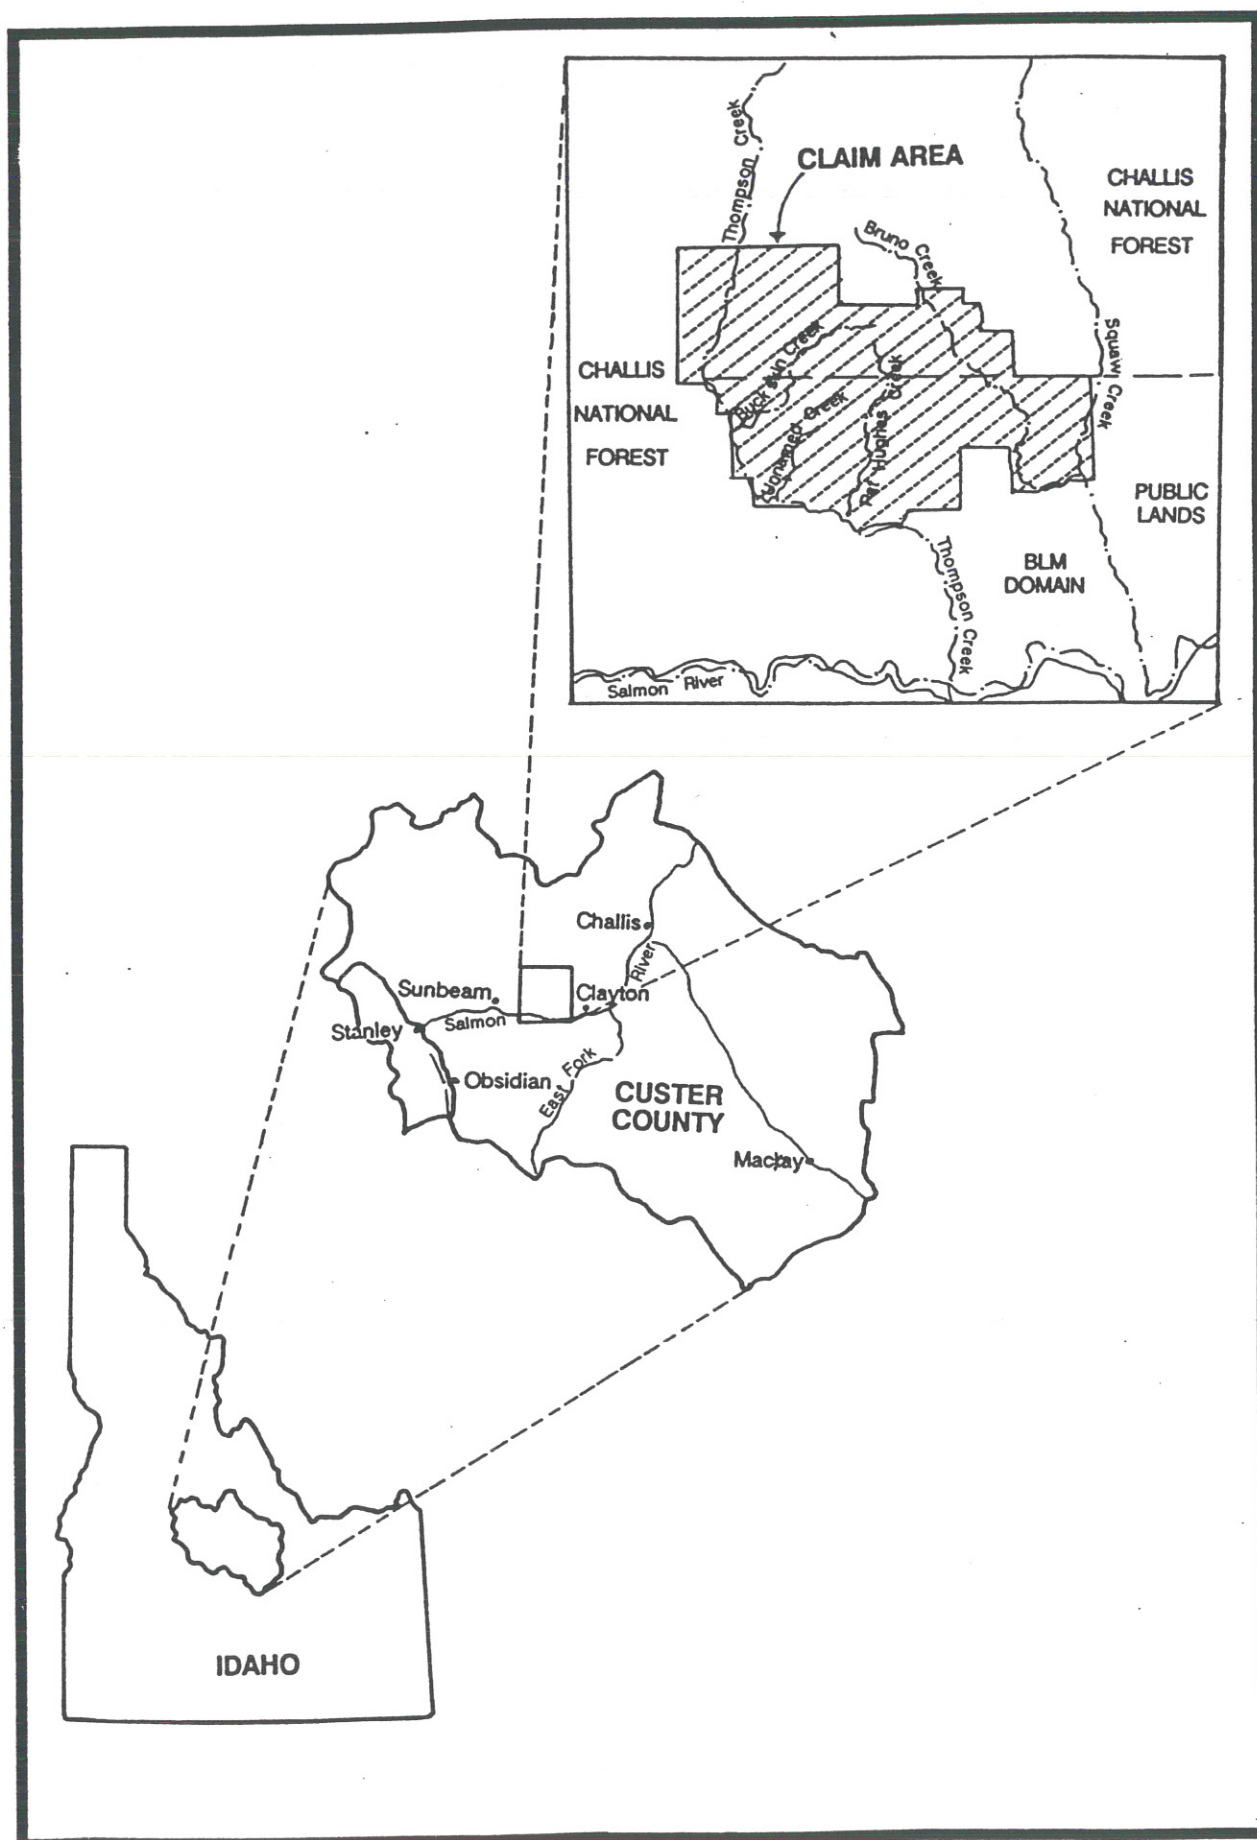 Thompson Creek
CLAIM AREA
CHALLIS
NATIONAL
FOREST
Bruno Creek
Squaw Creek
CHALLIS
NATIONAL
FOREST
Buckskin Creek
Unnamed Creek
Pat Hughes Creek
PUBLIC
LANDS
BLM
DOMAIN
Thompson Creek
Salmon River
Challis
River
Sunbeam
Clayton
Stanley
Salmon
Obsidian
East Fork
CUSTER
COUNTY
Mackay
IDAHO